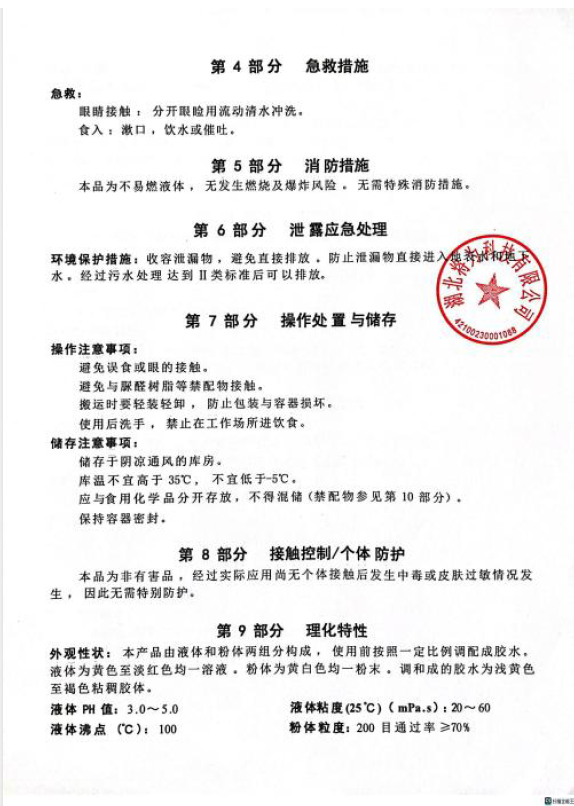 第 4 部分 急救措施
急救：
眼睛接触： 分开眼睑用流动清水冲洗。
食入：漱口，饮水或催吐。
第 5 部分 消防措施
本品为不易燃液体，无发生燃烧及爆炸风险。无需特殊消防措施。
第 6 部分 泄露应急处理
环境保护措施：收容泄漏物，避免直接排放。防止泄漏物直接进入地表水和地下
水。经过污水处理达到 II 类标准后可以排放。
湖北 为科技有限公司
42100230001088
第 7 部分 操作处置与储存
操作注意事项：
避免误食或眼的接触。
避免与脲醛树脂等禁配物接触。
搬运时要轻装轻卸，防止包装与容器损坏。
使用后洗手，禁止在工作场所进饮食。
储存注意事项：
储存于阴凉通风的库房。
库温不宜高于 35℃， 不宜低于-5℃。
应与食用化学品分开存放，不得混储（禁配物参见第 10 部分）。
保持容器密封。
第 8 部分 接触控制/个体防护
本品为非有害品，经过实际应用尚无个体接触后发生中毒或皮肤过敏情况发
生，因此无需特别防护。
第 9 部分 理化特性
外观性状：本产品由液体和粉体两组分构成，使用前按照一定比例调配成胶水。
液体为黄色至淡红色均一溶液。粉体为黄白色均一粉末。调和成的胶水为浅黄色
至褐色粘稠胶体。
液体 PH 值：3.0～5.0 液体粘度(25℃)（mPa.s）：20～60
液体沸点（℃）：100 粉体粒度：200 目通过率≥70%